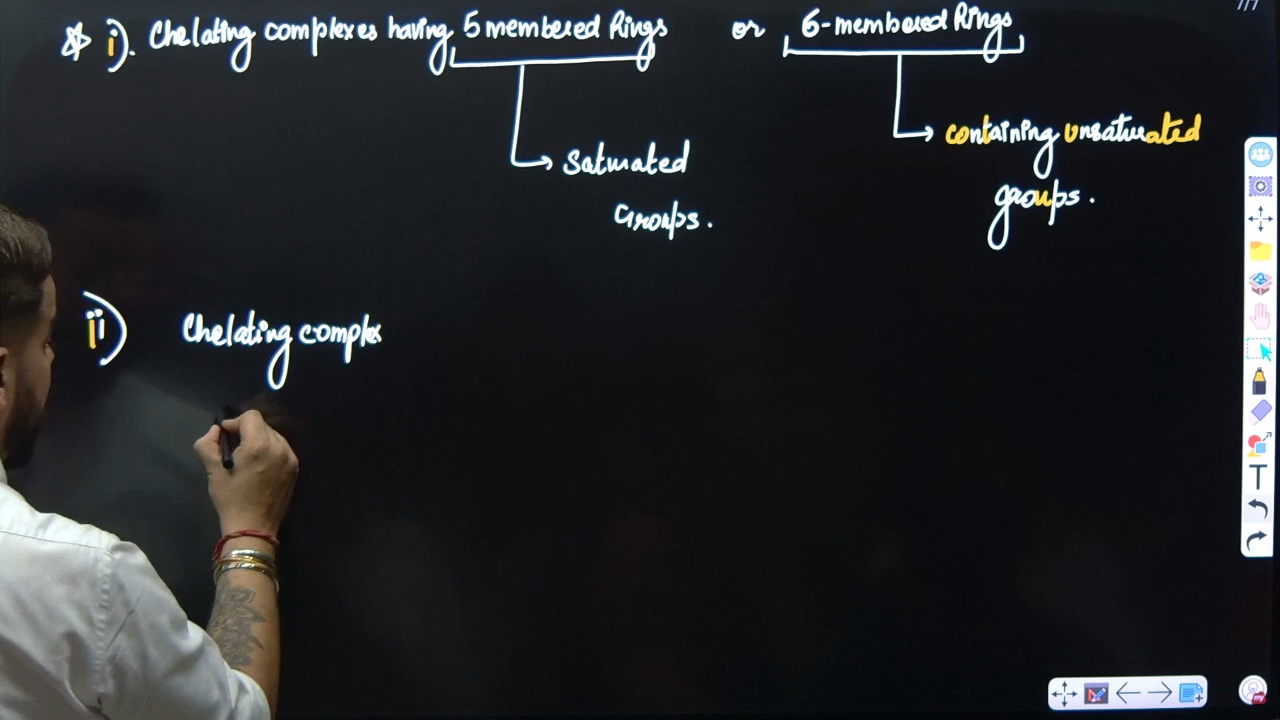 i). Chelating complexes having 5 membered Rings or 6-membered Rings
Saturated
Groups.
containing unsaturated
groups.
ii) Chelating complex
T